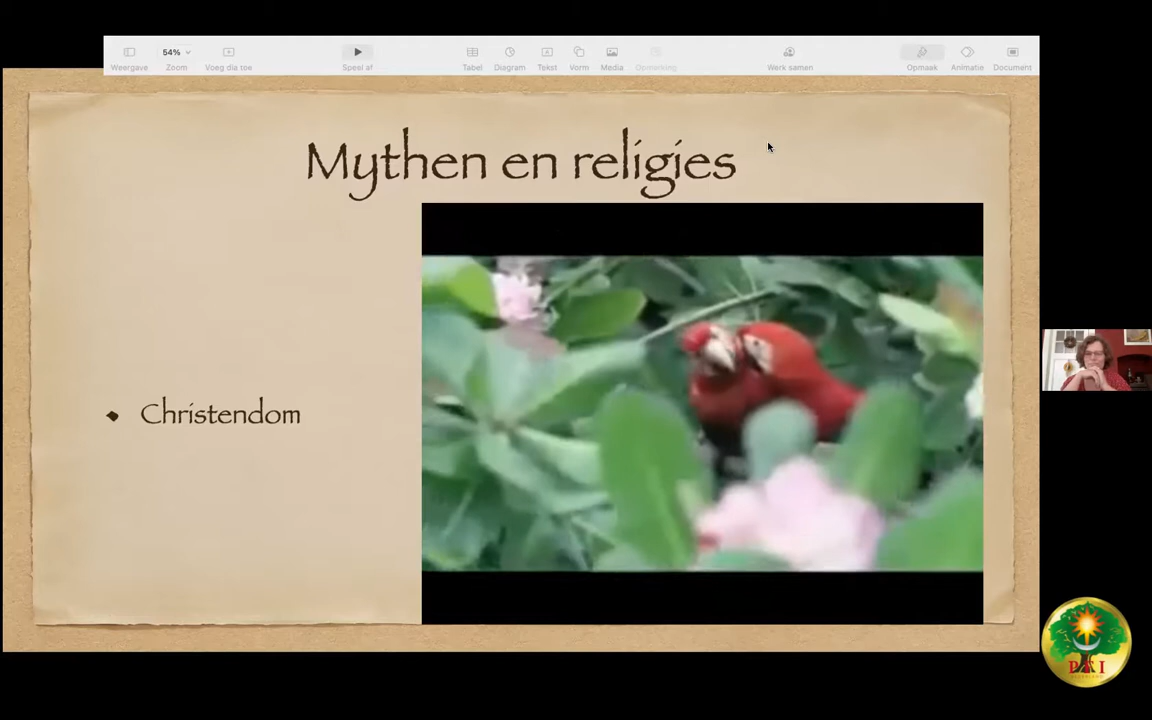 54%
Weergave
Zoom
Voeg dia toe
Speel af
Tabel
Diagram
Tekst
Vorm
Media
Opmerking
Werk samen
Opmaak
Animatie
Document
Mythen en religies
Christendom
PFI